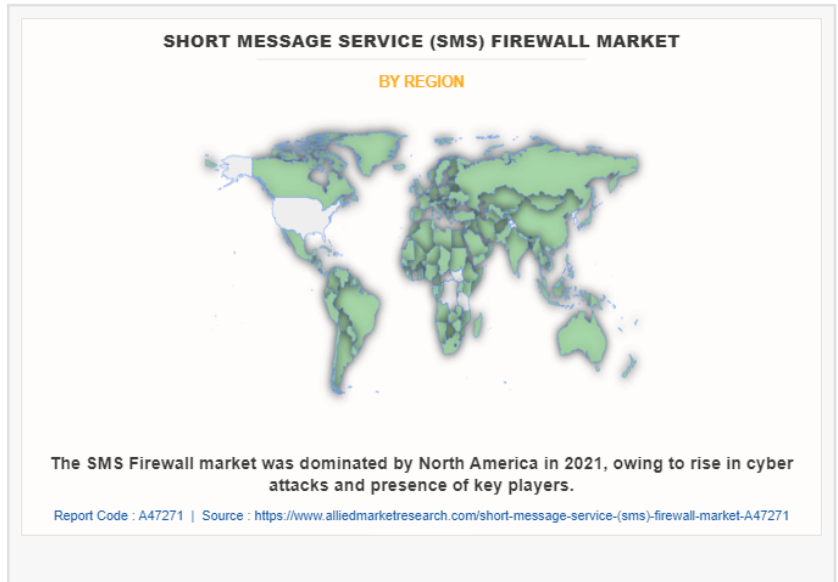 SHORT MESSAGE SERVICE (SMS) FIREWALL MARKET
BY REGION
The SMS Firewall market was dominated by North America in 2021, owing to rise in cyber
attacks and presence of key players.
Report Code : A47271 | Source : https://www.alliedmarketresearch.com/short-message-service-(sms)-firewall-market-A47271